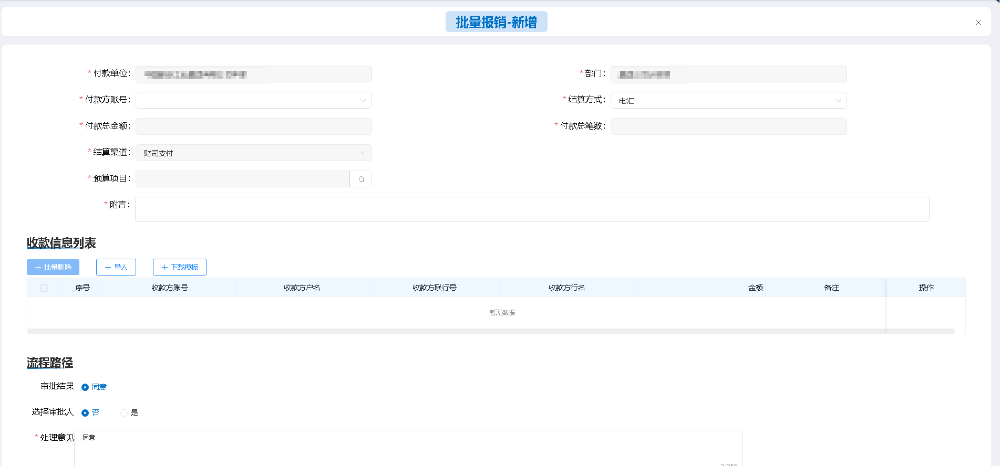 批量报销-新增
* 付款单位:
* 部门:
* 付款方账号:
* 结算方式: 电汇
* 付款总金额:
* 付款总笔数:
* 结算渠道: 财司支付
* 预算项目:
* 附言:
收款信息列表
+ 批量删除 + 导入 + 下载模板
序号 收款方账号 收款方户名 收款方联行号 收款方行名 金额 备注 操作
暂无数据
流程路径
审批结果 同意
选择审批人 否 是
* 处理意见 同意